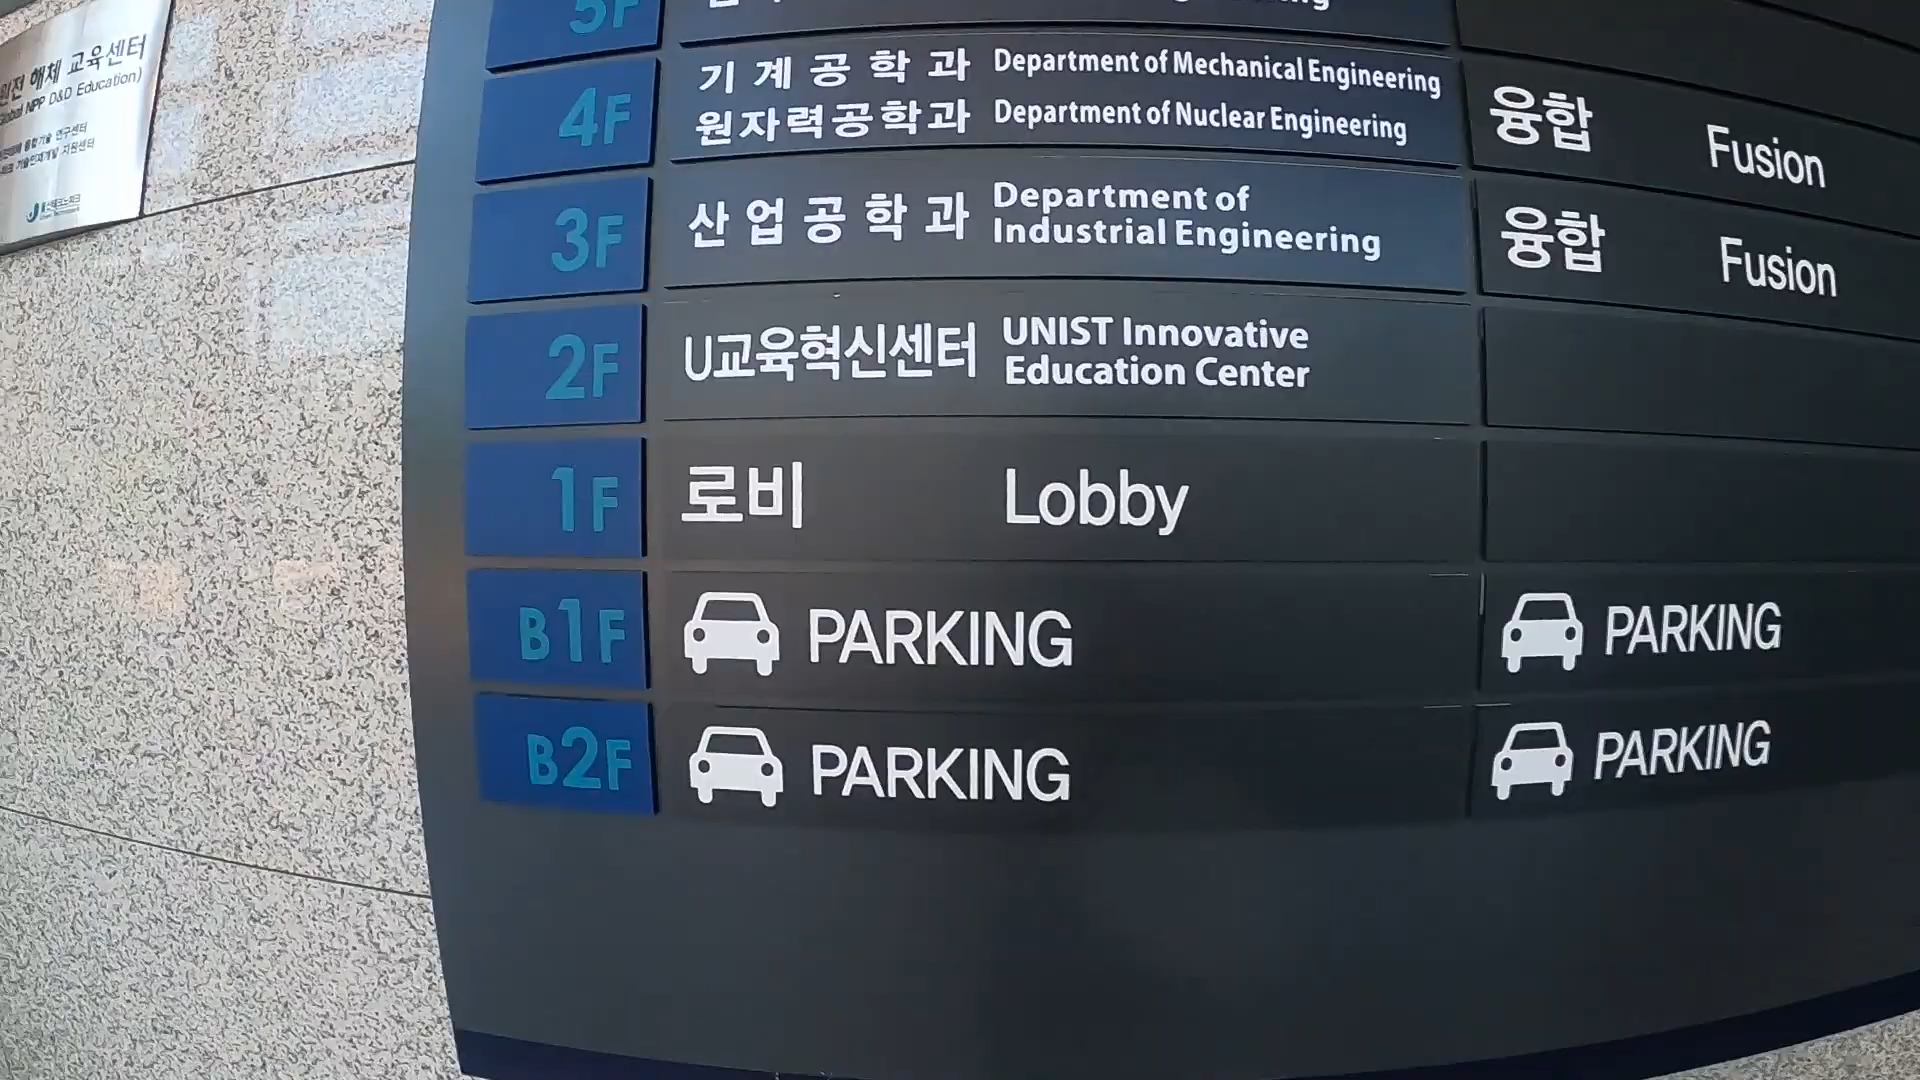 교육센터
NPP D&D Education)
5F
4F
기계공학과 Department of Mechanical Engineering
원자력공학과 Department of Nuclear Engineering
융합 Fusion
3F
산업공학과 Department of
Industrial Engineering
융합 Fusion
2F
U교육혁신센터 UNIST Innovative
Education Center
1F
로비 Lobby
B1F
PARKING
PARKING
B2F
PARKING
PARKING